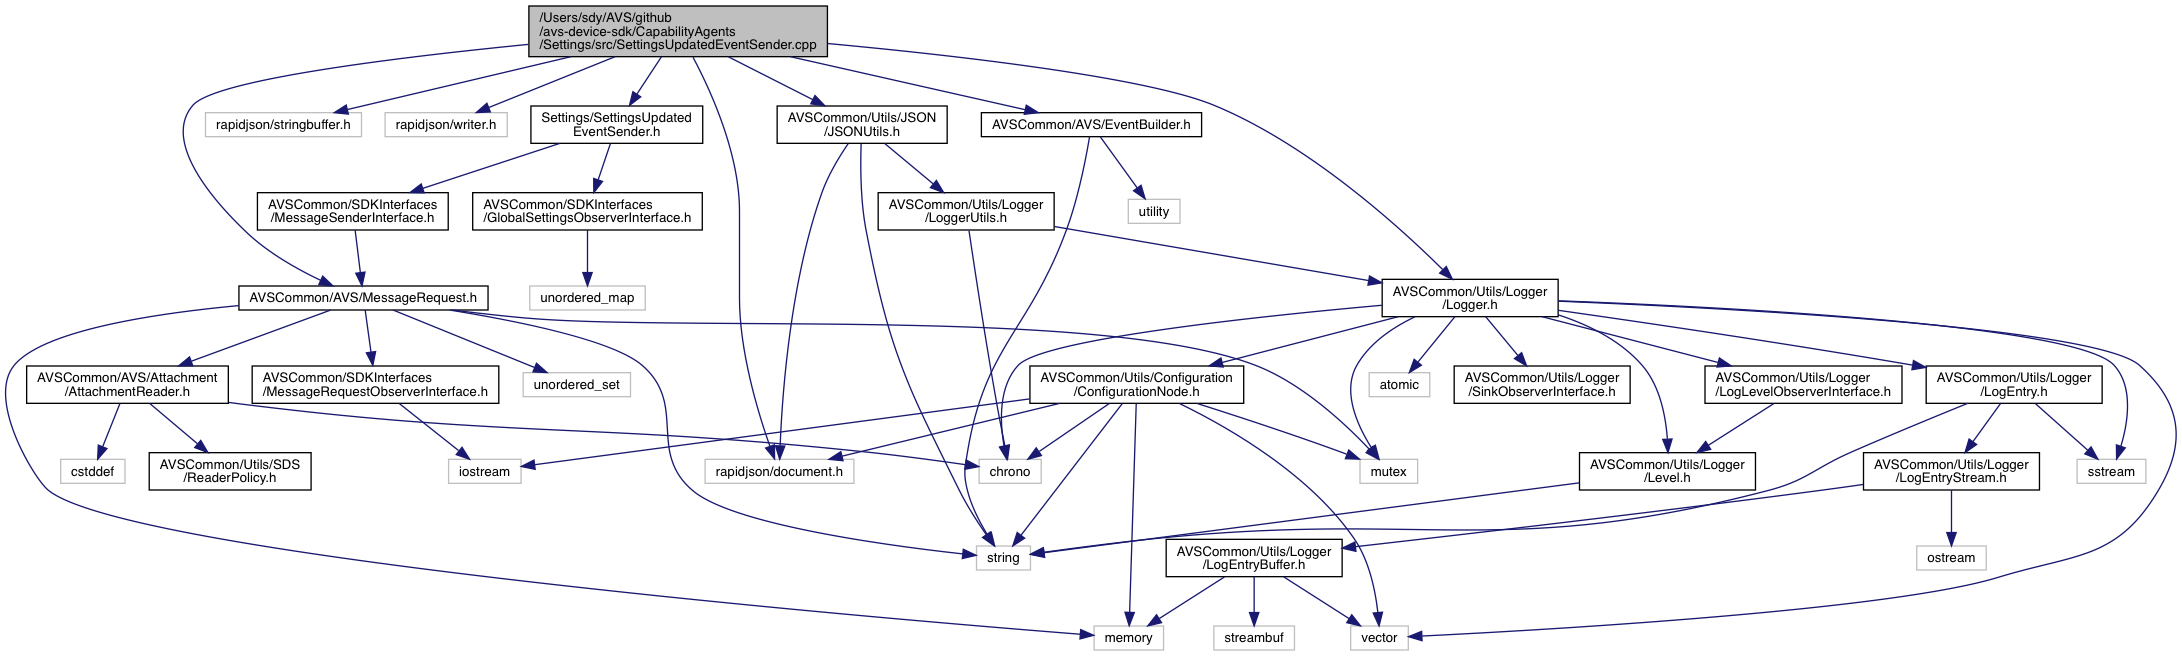 /Users/sdy/AVS/github
/avs-device-sdk/CapabilityAgents
/Settings/src/SettingsUpdatedEventSender.cpp
rapidjson/stringbuffer.h
rapidjson/writer.h
Settings/SettingsUpdated
EventSender.h
AVSCommon/Utils/JSON
/JSONUtils.h
AVSCommon/AVS/EventBuilder.h
AVSCommon/SDKInterfaces
/MessageSenderInterface.h
AVSCommon/SDKInterfaces
/GlobalSettingsObserverInterface.h
AVSCommon/Utils/Logger
/LoggerUtils.h
utility
AVSCommon/AVS/MessageRequest.h
unordered_map
AVSCommon/Utils/Logger
/Logger.h
AVSCommon/AVS/Attachment
/AttachmentReader.h
AVSCommon/SDKInterfaces
/MessageRequestObserverInterface.h
unordered_set
AVSCommon/Utils/Configuration
/ConfigurationNode.h
atomic
AVSCommon/Utils/Logger
/SinkObserverInterface.h
AVSCommon/Utils/Logger
/LogLevelObserverInterface.h
AVSCommon/Utils/Logger
/LogEntry.h
cstddef
AVSCommon/Utils/SDS
/ReaderPolicy.h
iostream
rapidjson/document.h
chrono
mutex
AVSCommon/Utils/Logger
/Level.h
AVSCommon/Utils/Logger
/LogEntryStream.h
sstream
string
AVSCommon/Utils/Logger
/LogEntryBuffer.h
ostream
memory
streambuf
vector